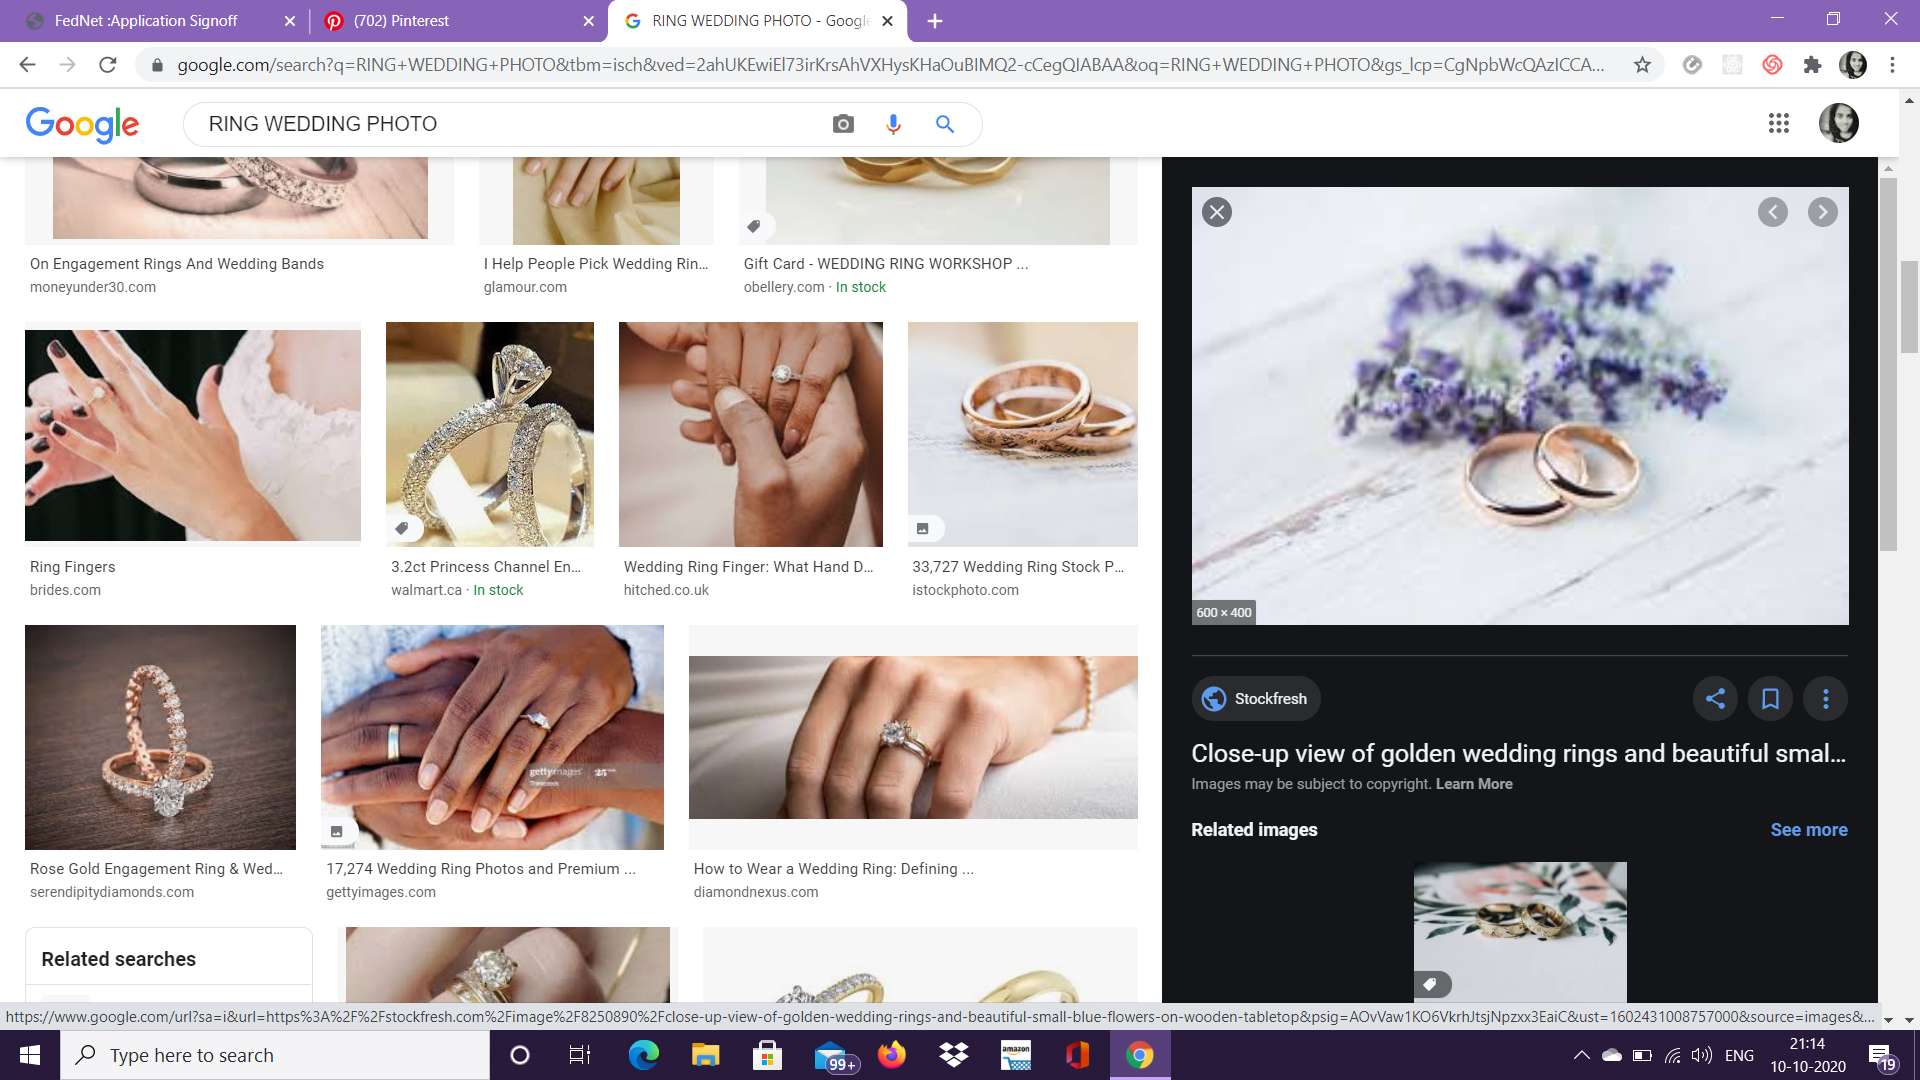 FedNet :Application Signoff
(702) Pinterest
RING WEDDING PHOTO - Google
google.com/search?q=RING+WEDDING+PHOTO&tbm=isch&ved=2ahUKEwiEl73irKrsAhVXHysKHaOuBIMQ2-cCegQIABAA&oq=RING+WEDDING+PHOTO&gs_lcp=CgNpbWcQAzICCA...
Google
RING WEDDING PHOTO
On Engagement Rings And Wedding Bands
moneyunder30.com
I Help People Pick Wedding Rin...
glamour.com
Gift Card - WEDDING RING WORKSHOP ...
obellery.com · In stock
Ring Fingers
brides.com
3.2ct Princess Channel En...
walmart.ca · In stock
Wedding Ring Finger: What Hand D...
hitched.co.uk
33,727 Wedding Ring Stock P...
istockphoto.com
gettyimages
Rose Gold Engagement Ring & Wed...
serendipitydiamonds.com
17,274 Wedding Ring Photos and Premium ...
gettyimages.com
How to Wear a Wedding Ring: Defining ...
diamondnexus.com
Related searches
600 × 400
Stockfresh
Close-up view of golden wedding rings and beautiful smal...
Images may be subject to copyright. Learn More
Related images
See more
https://www.google.com/url?sa=i&url=https%3A%2F%2Fstockfresh.com%2Fimage%2F8250890%2Fclose-up-view-of-golden-wedding-rings-and-beautiful-small-blue-flowers-on-wooden-tabletop&psig=AOvVaw1KO6VkrhJtsjNpzxx3EaiC&ust=1602431008757000&source=images&...
Type here to search
99+
amazon
ENG
21:14
10-10-2020
19